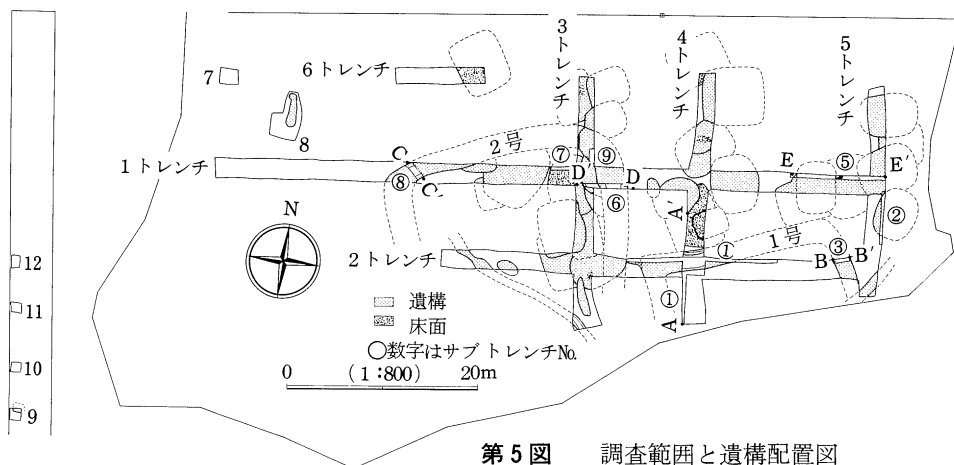 3トレンチ
4トレンチ
5トレンチ
7
6トレンチ
8
2号
1トレンチ
C
C'
⑧
⑦
⑨
D'
D
⑥
E
⑤
E'
A'
②
N
2トレンチ
①
1号
③
B
B'
①
A
12
11
10
9
遺構
床面
○数字はサブトレンチNo.
0 (1:800) 20m
第5図 調査範囲と遺構配置図